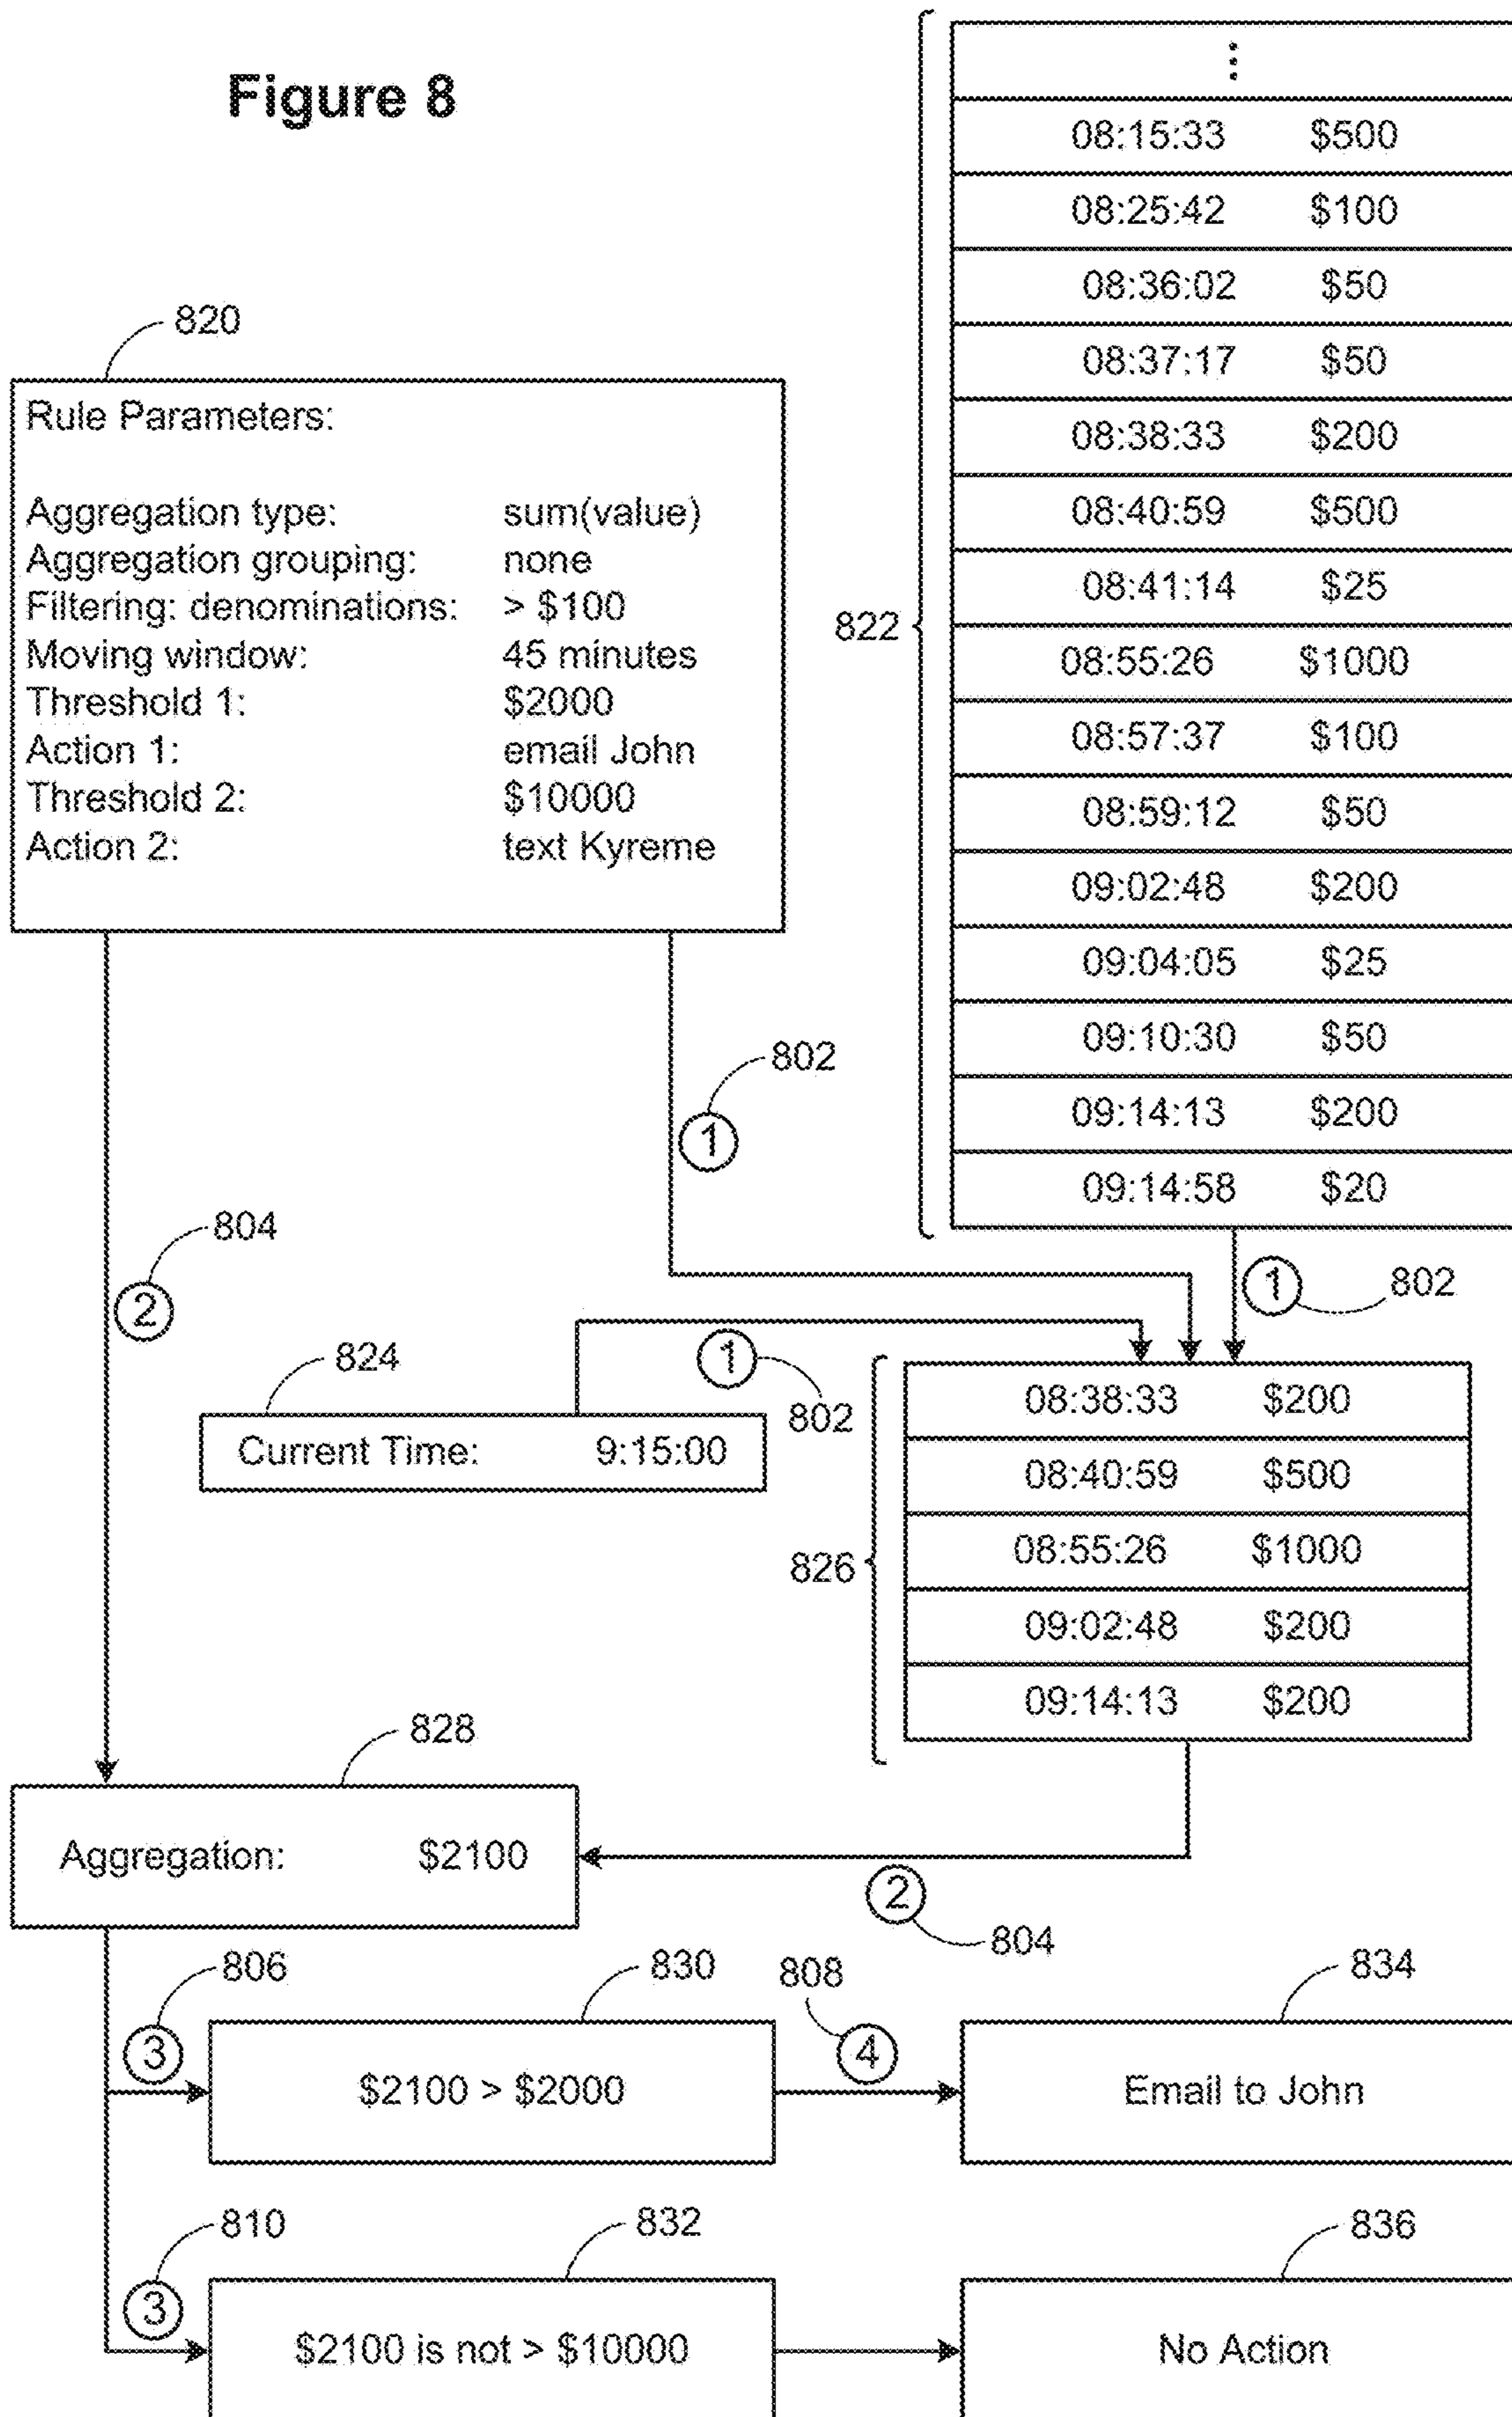 Figure 8
⋮
08:15:33 $500
08:25:42 $100
08:36:02 $50
08:37:17 $50
08:38:33 $200
08:40:59 $500
08:41:14 $25
08:55:26 $1000
08:57:37 $100
08:59:12 $50
09:02:48 $200
09:04:05 $25
09:10:30 $50
09:14:13 $200
09:14:58 $20
822
820
Rule Parameters:
Aggregation type: sum(value)
Aggregation grouping: none
Filtering: denominations: > $100
Moving window: 45 minutes
Threshold 1: $2000
Action 1: email John
Threshold 2: $10000
Action 2: text Kyreme
802
1
804
2
1
802
824
1
802
Current Time: 9:15:00
08:38:33 $200
08:40:59 $500
08:55:26 $1000
09:02:48 $200
09:14:13 $200
826
828
Aggregation: $2100
2
804
806
3
830
$2100 > $2000
808
4
834
Email to John
810
3
832
$2100 is not > $10000
836
No Action